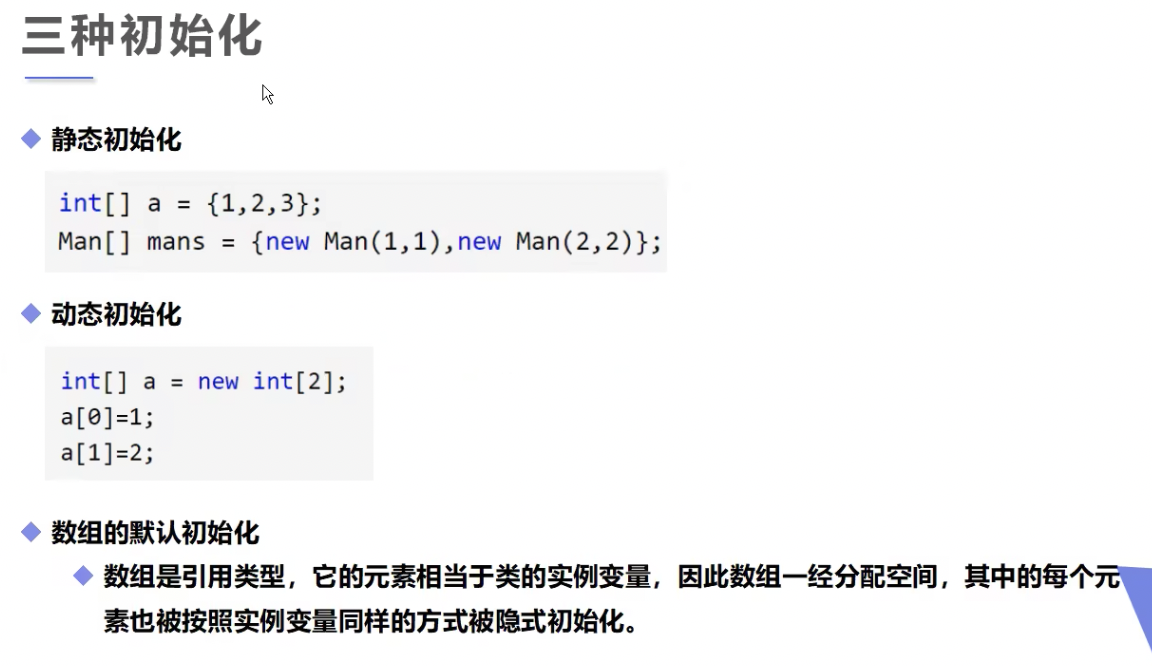 三种初始化
静态初始化
int[] a = {1,2,3};
Man[] mans = {new Man(1,1),new Man(2,2)};
动态初始化
int[] a = new int[2];
a[0]=1;
a[1]=2;
数组的默认初始化
数组是引用类型，它的元素相当于类的实例变量，因此数组一经分配空间，其中的每个元
素也被按照实例变量同样的方式被隐式初始化。